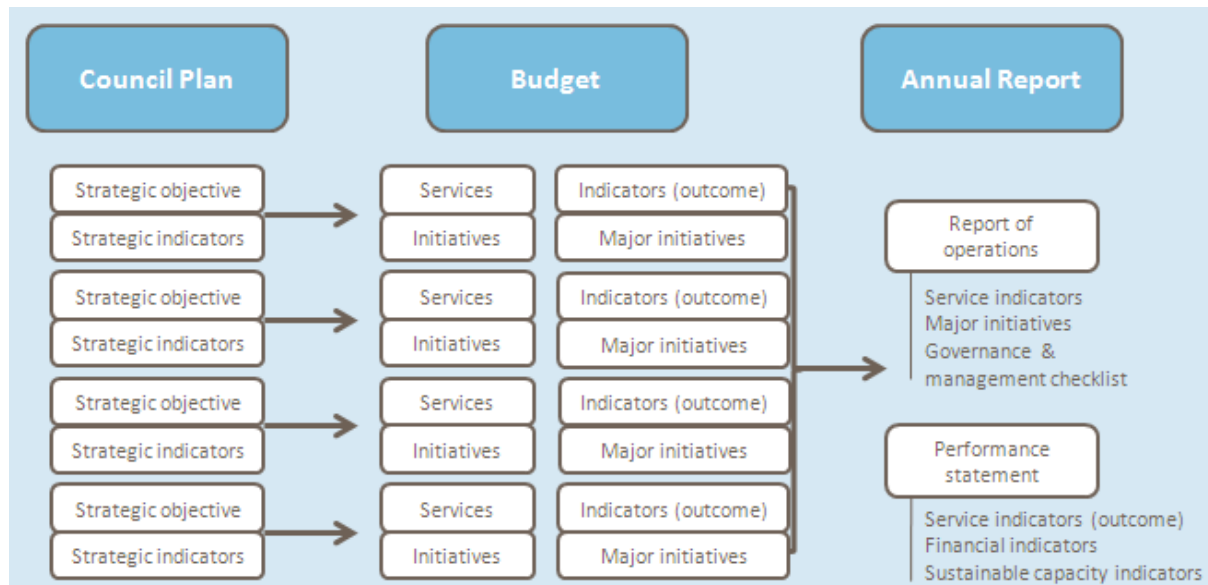 Council Plan
Budget
Annual Report
Strategic objective
Strategic indicators
Services
Initiatives
Indicators (outcome)
Major initiatives
Strategic objective
Strategic indicators
Services
Initiatives
Indicators (outcome)
Major initiatives
Strategic objective
Strategic indicators
Services
Initiatives
Indicators (outcome)
Major initiatives
Strategic objective
Strategic indicators
Services
Initiatives
Indicators (outcome)
Major initiatives
Report of
operations
Service indicators
Major initiatives
Governance &
management checklist
Performance
statement
Service indicators (outcome)
Financial indicators
Sustainable capacity indicators